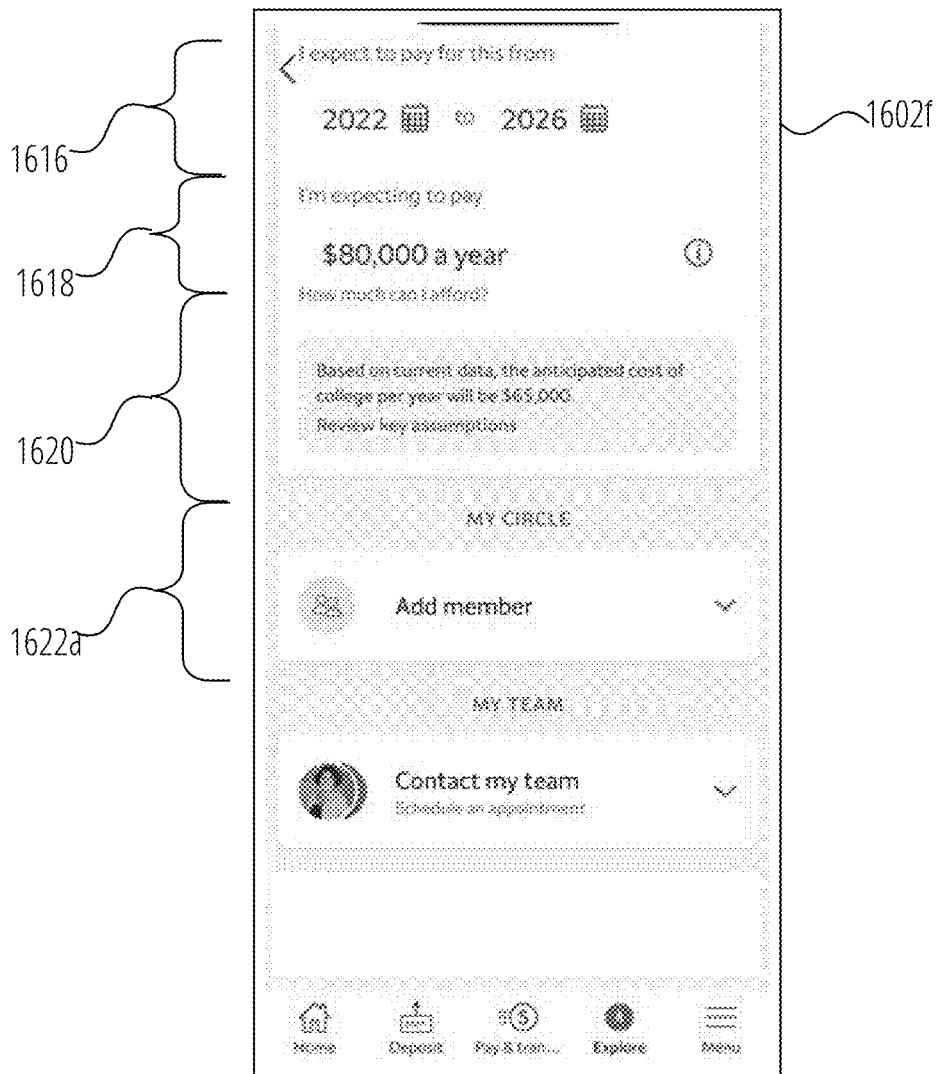 I expect to pay for this from
2022 to 2026
1602f
1616
I'm expecting to pay
$80,000 a year
1618
How much can I afford?
Based on current data, the anticipated cost of
college per year will be $65,000.
Review key assumptions
1620
MY CIRCLE
Add member
1622a
MY TEAM
Contact my team
Schedule an appointment
Home Deposit Pay & tran... Explore Menu